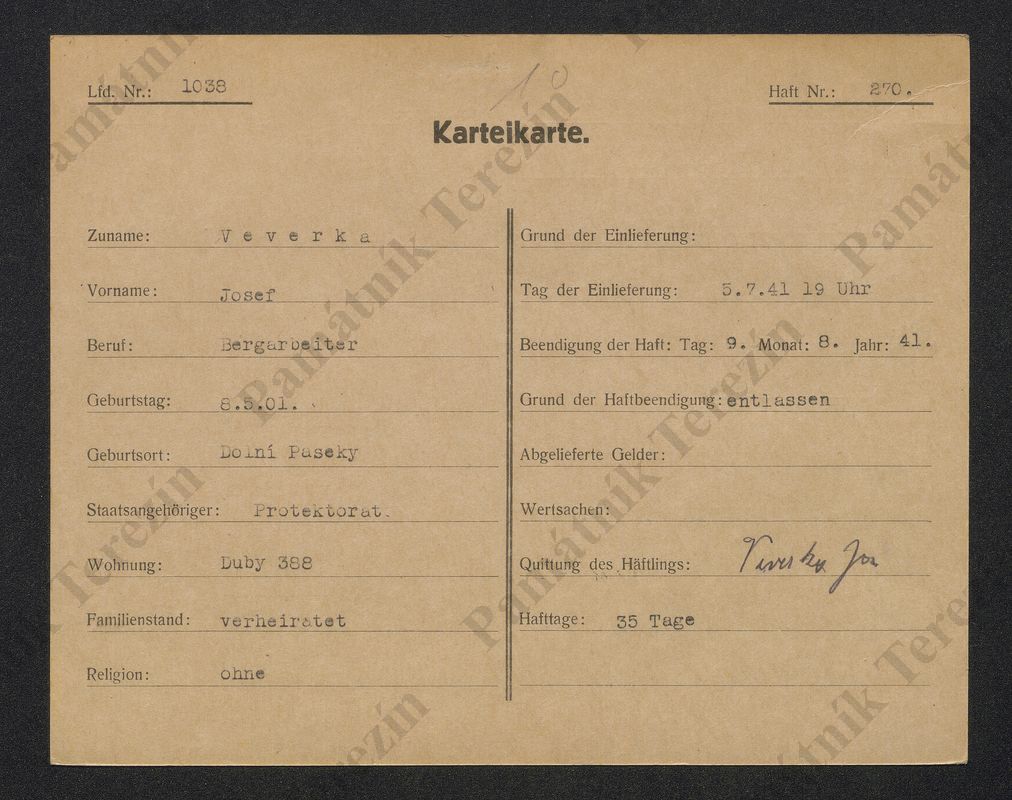 Lfd. Nr.: 1038
10
Haft Nr.: 270.
Karteikarte.
Zuname: Veverka
Vorname: Josef
Beruf: Bergarbeiter
Geburtstag: 8.5.01.
Geburtsort: Dolní Paseky
Staatsangehöriger: Protektorat.
Wohnung: Duby 388
Familienstand: verheiratet
Religion: ohne
Grund der Einlieferung:
Tag der Einlieferung: 5.7.41 19 Uhr
Beendigung der Haft: Tag: 9. Monat: 8. Jahr: 41.
Grund der Haftbeendigung: entlassen
Abgelieferte Gelder:
Wertsachen:
Quittung des Häftlings: Veverka Jos
Hafttage: 35 Tage
Památník Terezín